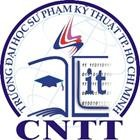 TRƯỜNG ĐẠI HỌC SƯ PHẠM KỸ THUẬT TP. HỒ CHÍ MINH
it
CNTT